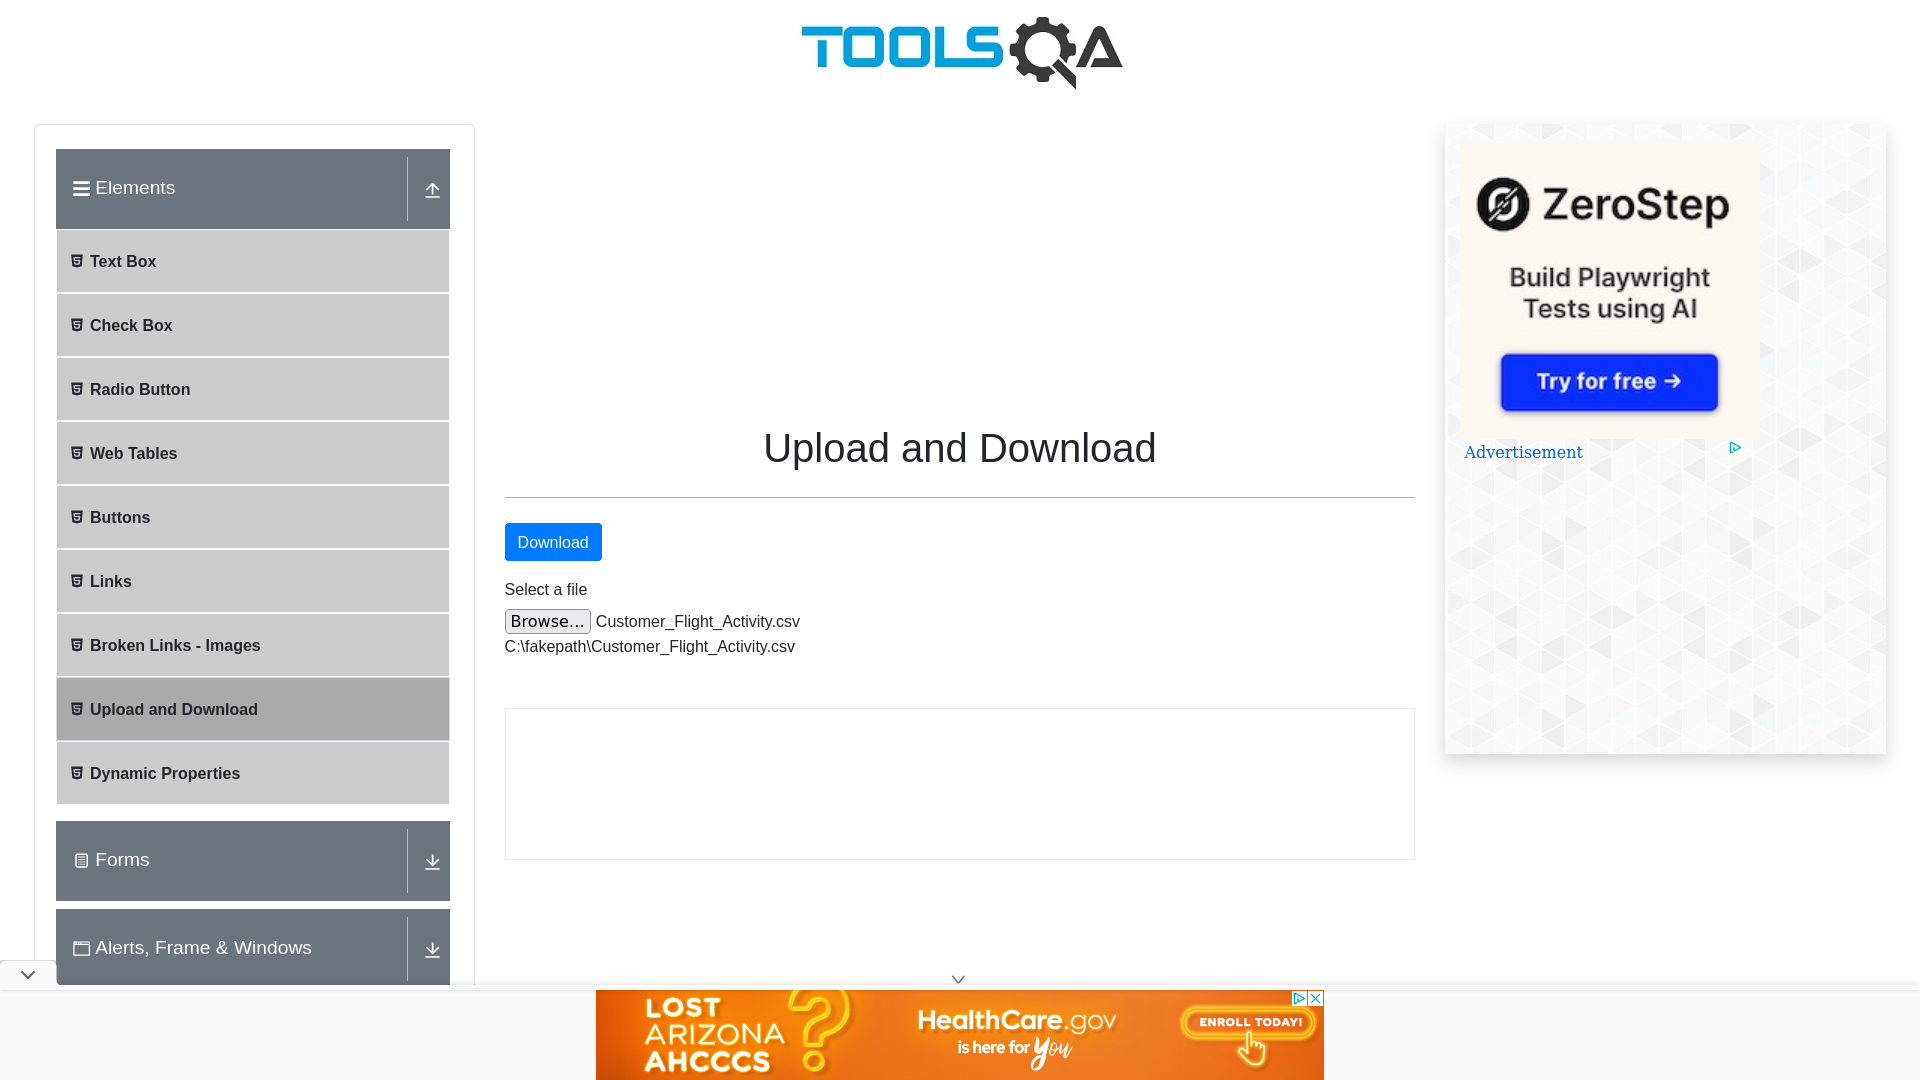 TOOLSQA
Elements
Text Box
Check Box
Radio Button
Web Tables
Buttons
Links
Broken Links - Images
Upload and Download
Dynamic Properties
Forms
Alerts, Frame & Windows
Upload and Download
Download
Select a file
Browse...
Customer_Flight_Activity.csv
C:\fakepath\Customer_Flight_Activity.csv
ZeroStep
Build Playwright
Tests using AI
Try for free →
Advertisement
LOST
ARIZONA
AHCCCS
?
HealthCare.gov
is here for you
ENROLL TODAY!